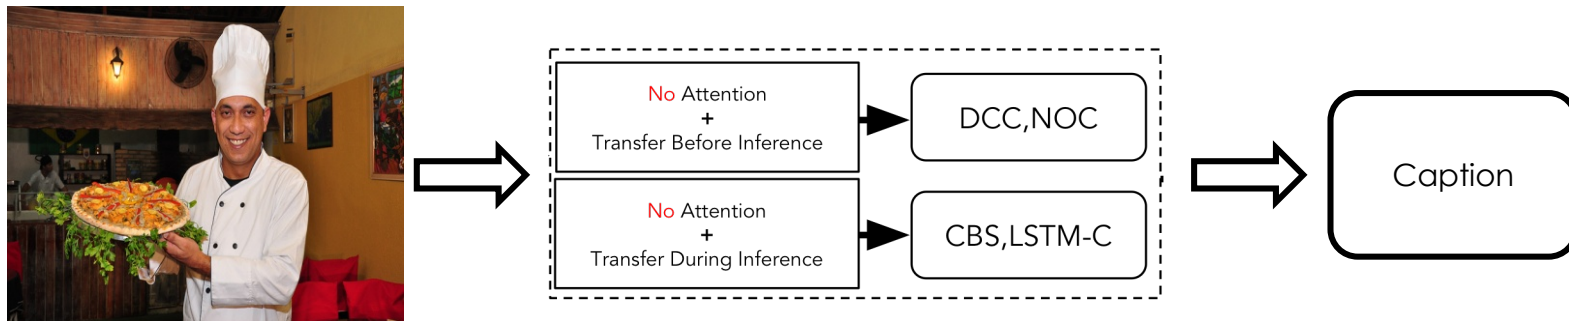 No Attention
+
Transfer Before Inference
DCC,NOC
No Attention
+
Transfer During Inference
CBS,LSTM-C
Caption